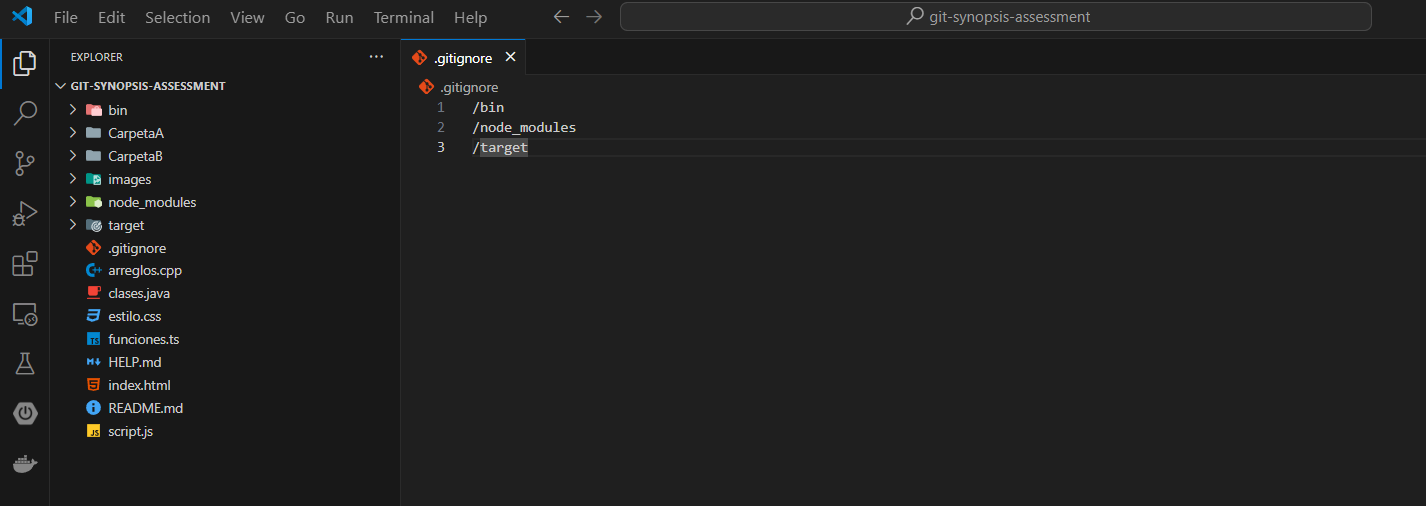 File Edit Selection View Go Run Terminal Help
git-synopsis-assessment
EXPLORER
GIT-SYNOPSIS-ASSESSMENT
bin
CarpetaA
CarpetaB
images
node_modules
target
.gitignore
arreglos.cpp
clases.java
estilo.css
funciones.ts
HELP.md
index.html
README.md
script.js
.gitignore
.gitignore
1 /bin
2 /node_modules
3 /target